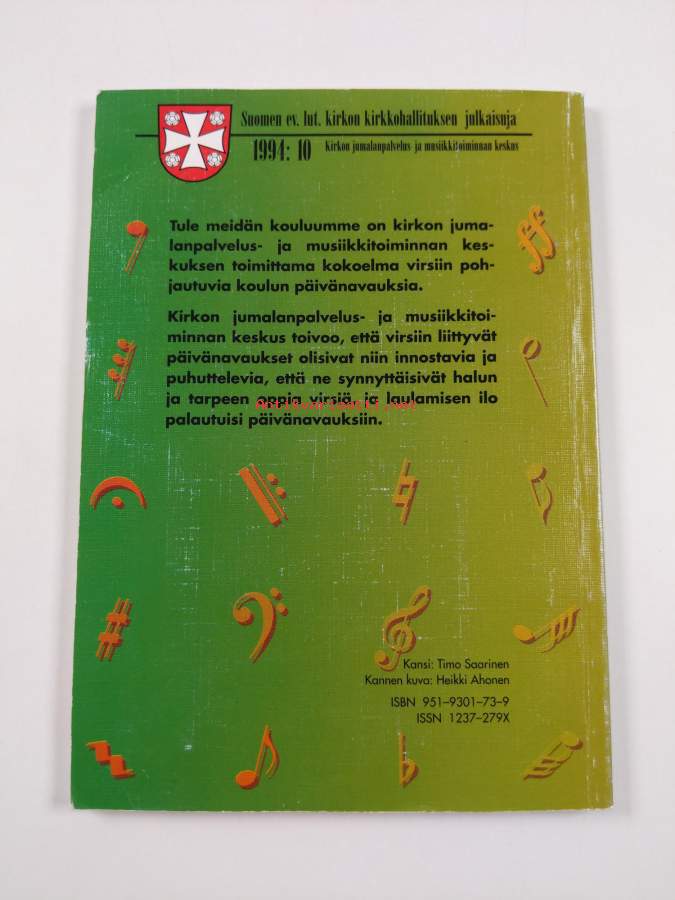 Suomen ev. lut. kirkon kirkkohallituksen julkaisuja
1994: 10 Kirkon jumalanpalvelus- ja musiikkitoiminnan keskus
Tule meidän kouluumme on kirkon juma-
lanpalvelus- ja musiikkitoiminnan kes-
kuksen toimittama kokoelma virsiin poh-
jautuvia koulun päivänavauksia.
Kirkon jumalanpalvelus- ja musiikkitoi-
minnan keskus toivoo, että virsiin liittyvät
päivänavaukset olisivat niin innostavia ja
puhuttelevia, että ne synnyttäisivät halun
ja tarpeen oppia virsiä ja laulamisen ilo
Antikvariaatti.net
palautuisi päivänavauksiin.
Kansi: Timo Saarinen
Kannen kuva: Heikki Ahonen
ISBN 951-9301-73-9
ISSN 1237-279X